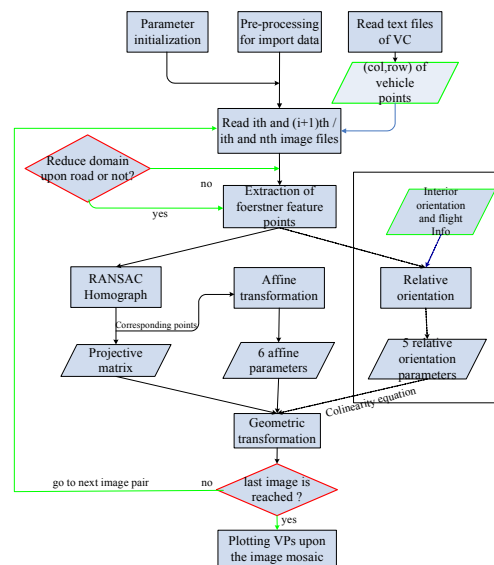 Parameter
initialization
Pre-processing
for import data
Read text files
of VC
(col,row) of
vehicle
points
Read ith and (i+1)th /
ith and nth image files
Reduce domain
upon road or not?
no
yes
Extraction of
foerstner feature
points
Interior
orientation
and flight
Info
RANSAC
Homograph
Affine
transformation
Relative
orientation
Corresponding points
Projective
matrix
6 affine
parameters
5 relative
orientation
parameters
Colinearity equation
Geometric
transformation
go to next image pair
no
last image is
reached ?
yes
Plotting VPs upon
the image mosaic